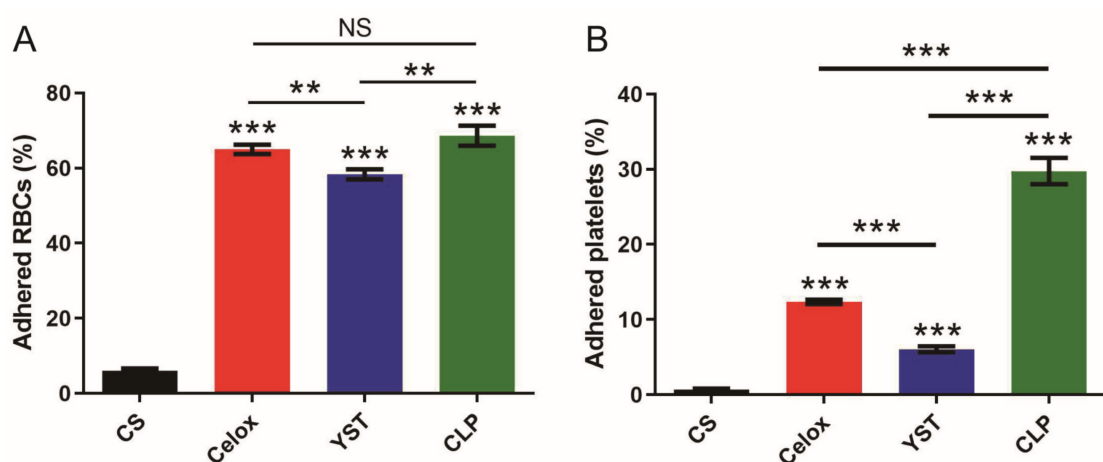 A
NS
**
**
***
***
***
Adhered RBCs (%)
80
60
40
20
0
CS
Celox
YST
CLP
B
***
***
***
***
***
***
Adhered platelets (%)
40
30
20
10
0
CS
Celox
YST
CLP